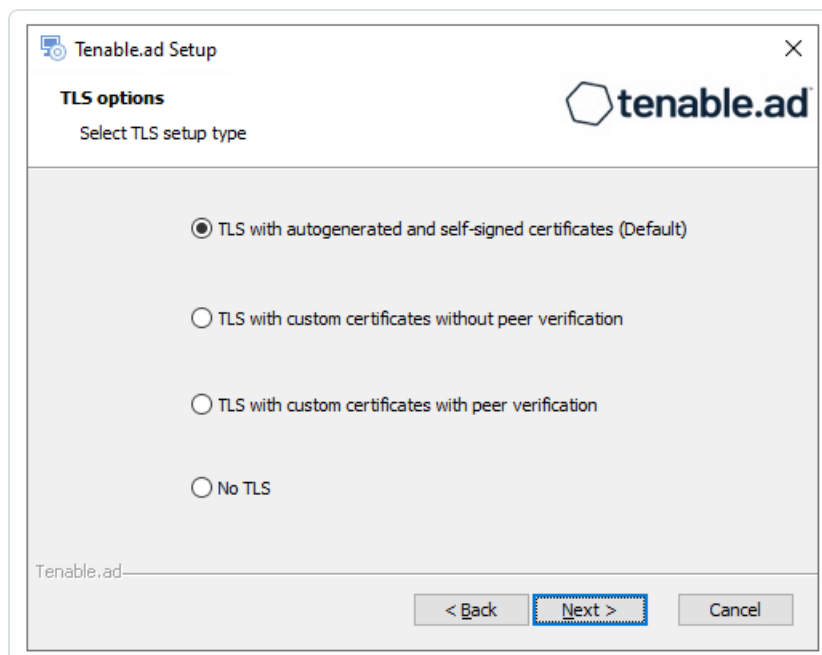 Tenable.ad Setup
TLS options
Select TLS setup type
tenable.ad
TLS with autogenerated and self-signed certificates (Default)
TLS with custom certificates without peer verification
TLS with custom certificates with peer verification
No TLS
Tenable.ad
< Back
Next >
Cancel